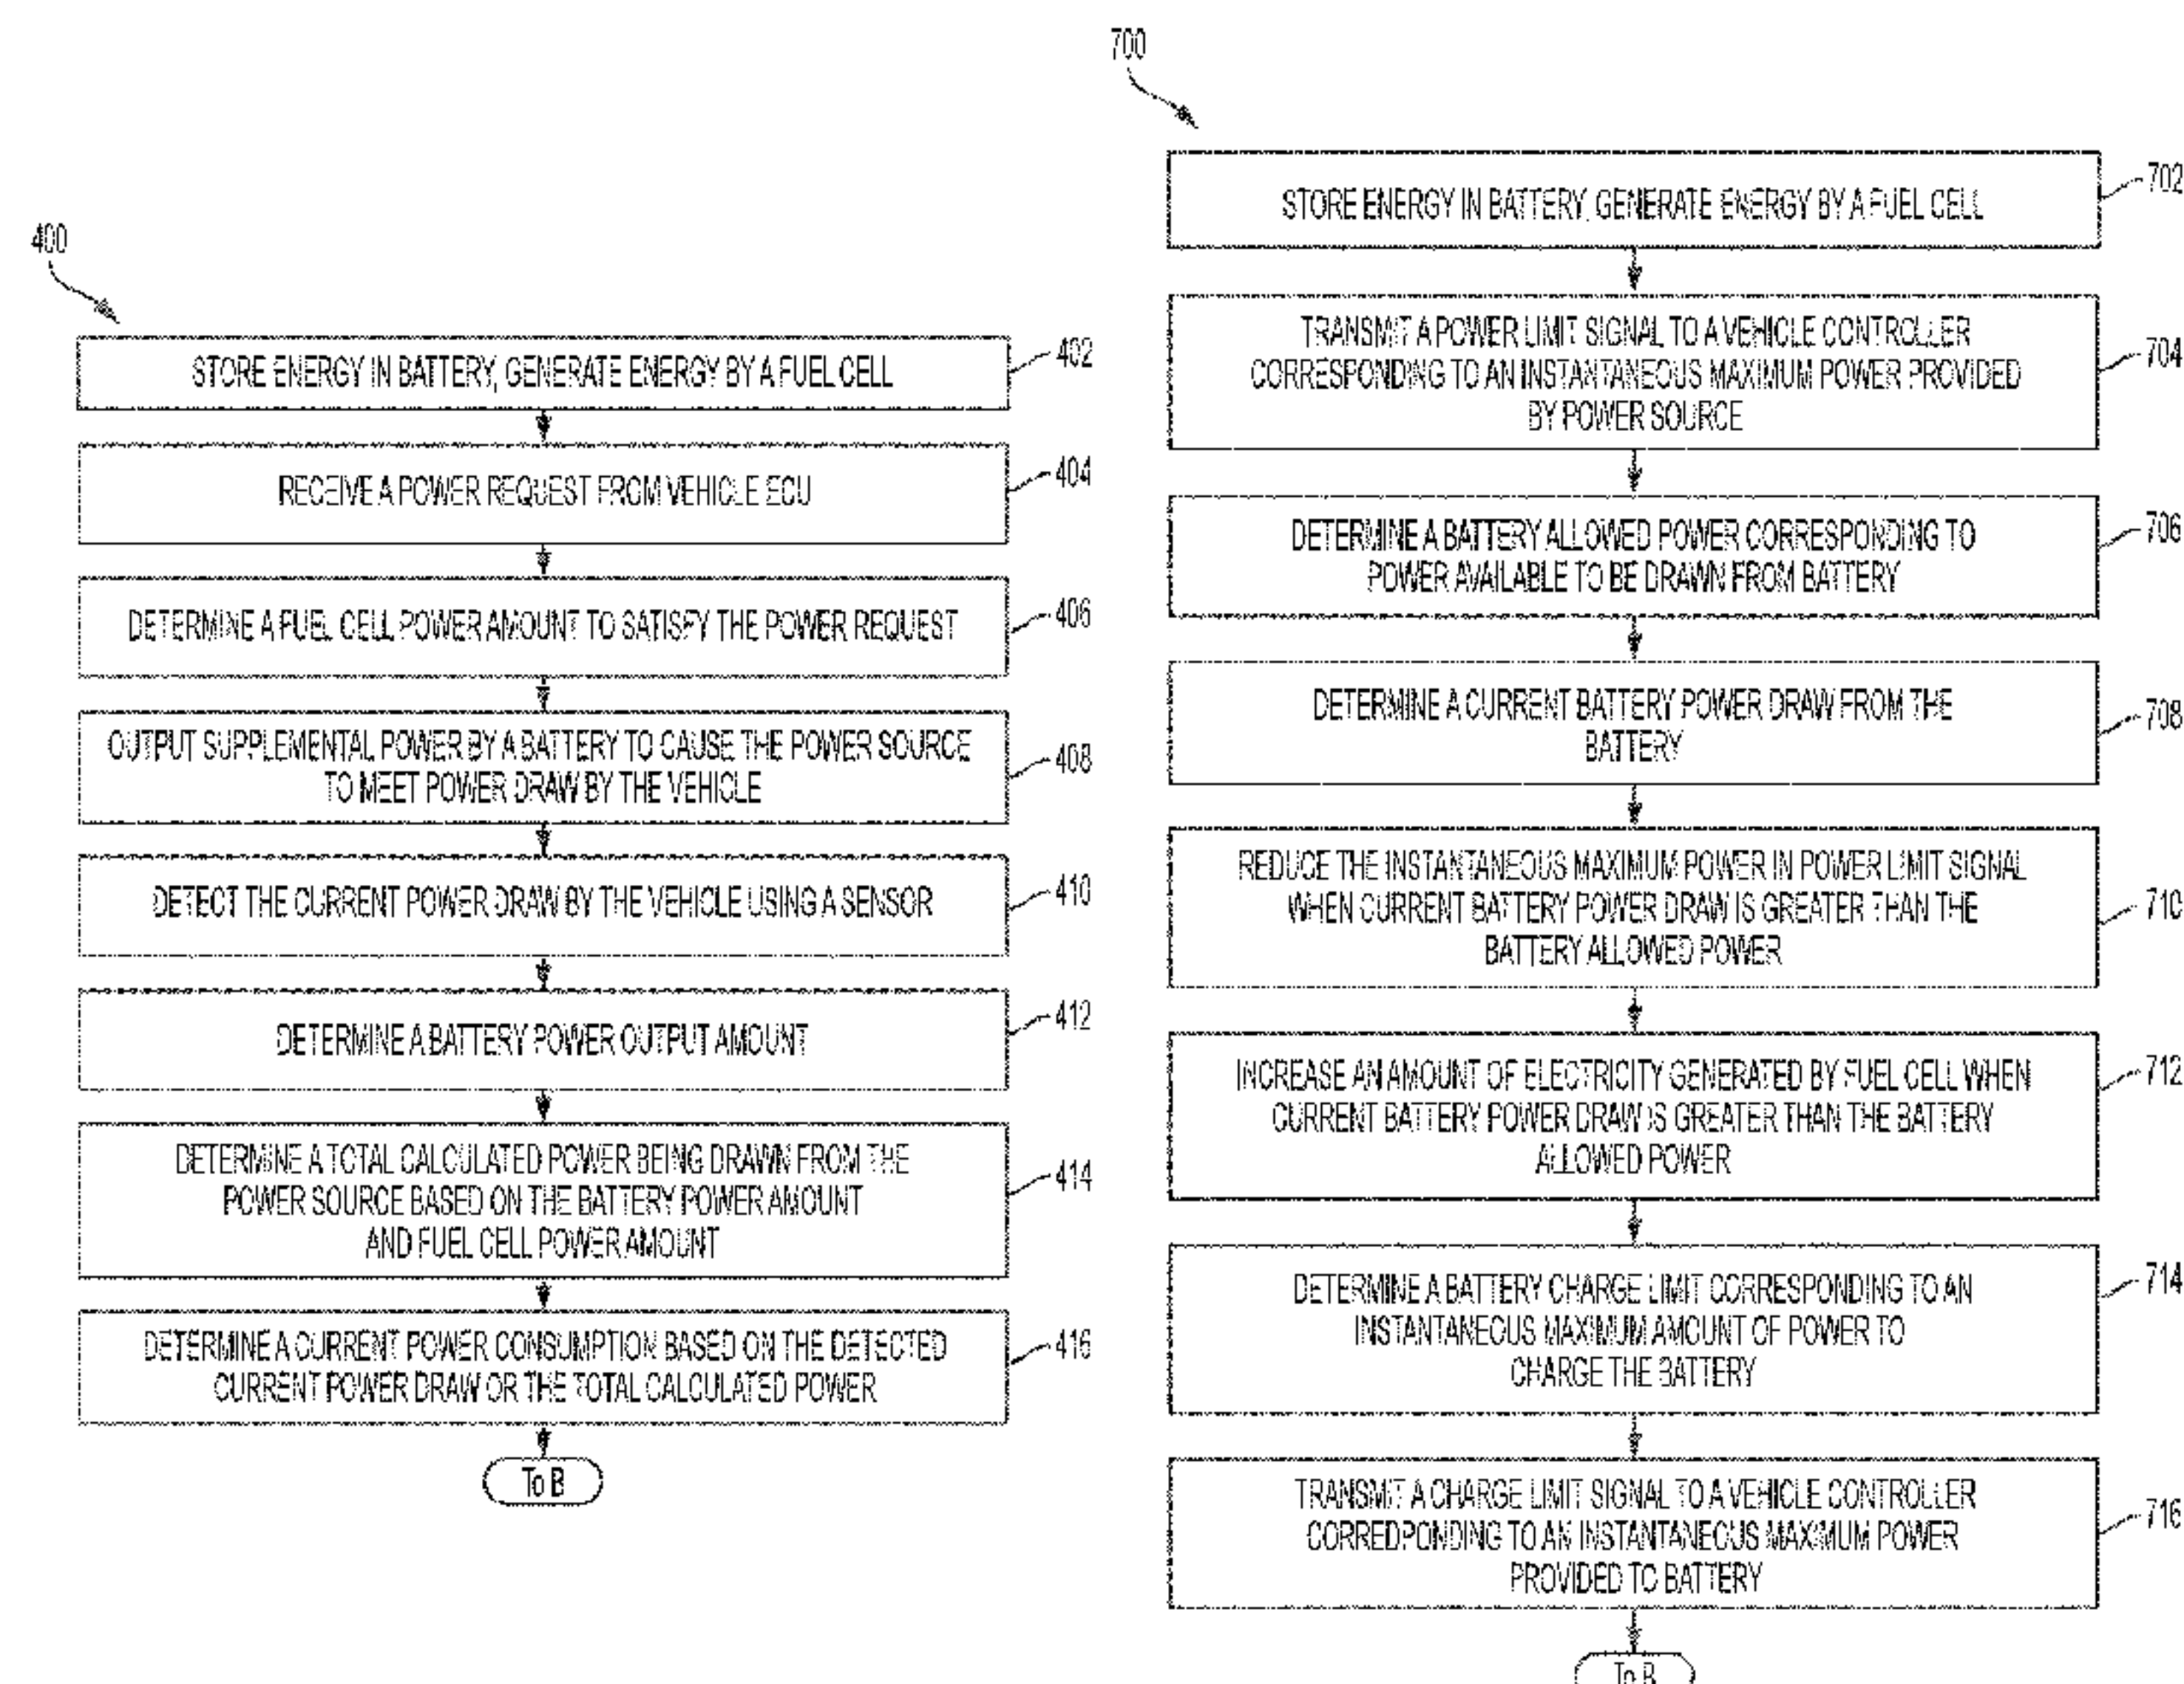 400
STORE ENERGY IN BATTERY, GENERATE ENERGY BY A FUEL CELL
402
RECEIVE A POWER REQUEST FROM VEHICLE ECU
404
DETERMINE A FUEL CELL POWER AMOUNT TO SATISFY THE POWER REQUEST
406
OUTPUT SUPPLEMENTAL POWER BY A BATTERY TO CAUSE THE POWER SOURCE
TO MEET POWER DRAW BY THE VEHICLE
408
DETECT THE CURRENT POWER DRAW BY THE VEHICLE USING A SENSOR
410
DETERMINE A BATTERY POWER OUTPUT AMOUNT
412
DETERMINE A TOTAL CALCULATED POWER BEING DRAWN FROM THE
POWER SOURCE BASED ON THE BATTERY POWER AMOUNT
AND FUEL CELL POWER AMOUNT
414
DETERMINE A CURRENT POWER CONSUMPTION BASED ON THE DETECTED
CURRENT POWER DRAW OR THE TOTAL CALCULATED POWER
416
To B
700
STORE ENERGY IN BATTERY, GENERATE ENERGY BY A FUEL CELL
702
TRANSMIT A POWER LIMIT SIGNAL TO A VEHICLE CONTROLLER
CORRESPONDING TO AN INSTANTANEOUS MAXIMUM POWER PROVIDED
BY POWER SOURCE
704
DETERMINE A BATTERY ALLOWED POWER CORRESPONDING TO
POWER AVAILABLE TO BE DRAWN FROM BATTERY
706
DETERMINE A CURRENT BATTERY POWER DRAW FROM THE
BATTERY
708
REDUCE THE INSTANTANEOUS MAXIMUM POWER IN POWER LIMIT SIGNAL
WHEN CURRENT BATTERY POWER DRAW IS GREATER THAN THE
BATTERY ALLOWED POWER
710
INCREASE AN AMOUNT OF ELECTRICITY GENERATED BY FUEL CELL WHEN
CURRENT BATTERY POWER DRAW IS GREATER THAN THE BATTERY
ALLOWED POWER
712
DETERMINE A BATTERY CHARGE LIMIT CORRESPONDING TO AN
INSTANTANEOUS MAXIMUM AMOUNT OF POWER TO
CHARGE THE BATTERY
714
TRANSMIT A CHARGE LIMIT SIGNAL TO A VEHICLE CONTROLLER
CORREDPONDING TO AN INSTANTANEOUS MAXIMUM POWER
PROVIDED TO BATTERY
716
To B